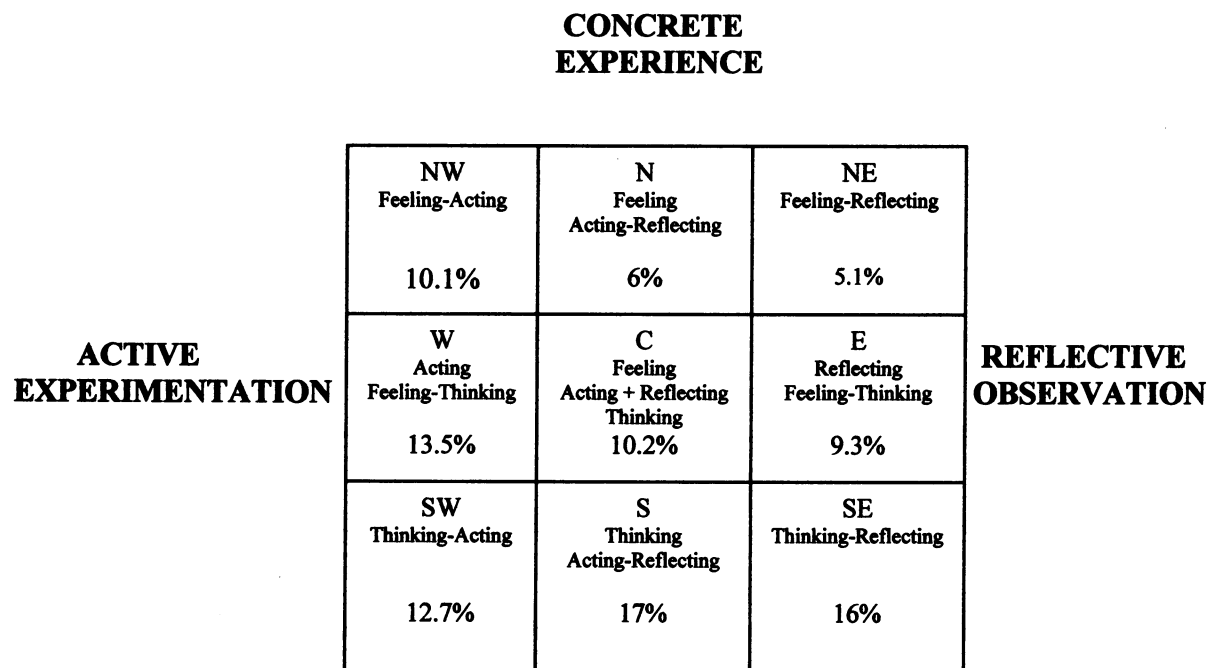 CONCRETE
EXPERIENCE
NW
Feeling-Acting
10.1%
N
Feeling
Acting-Reflecting
6%
NE
Feeling-Reflecting
5.1%
ACTIVE
EXPERIMENTATION
W
Acting
Feeling-Thinking
13.5%
C
Feeling
Acting + Reflecting
Thinking
10.2%
E
Reflecting
Feeling-Thinking
9.3%
REFLECTIVE
OBSERVATION
SW
Thinking-Acting
12.7%
S
Thinking
Acting-Reflecting
17%
SE
Thinking-Reflecting
16%